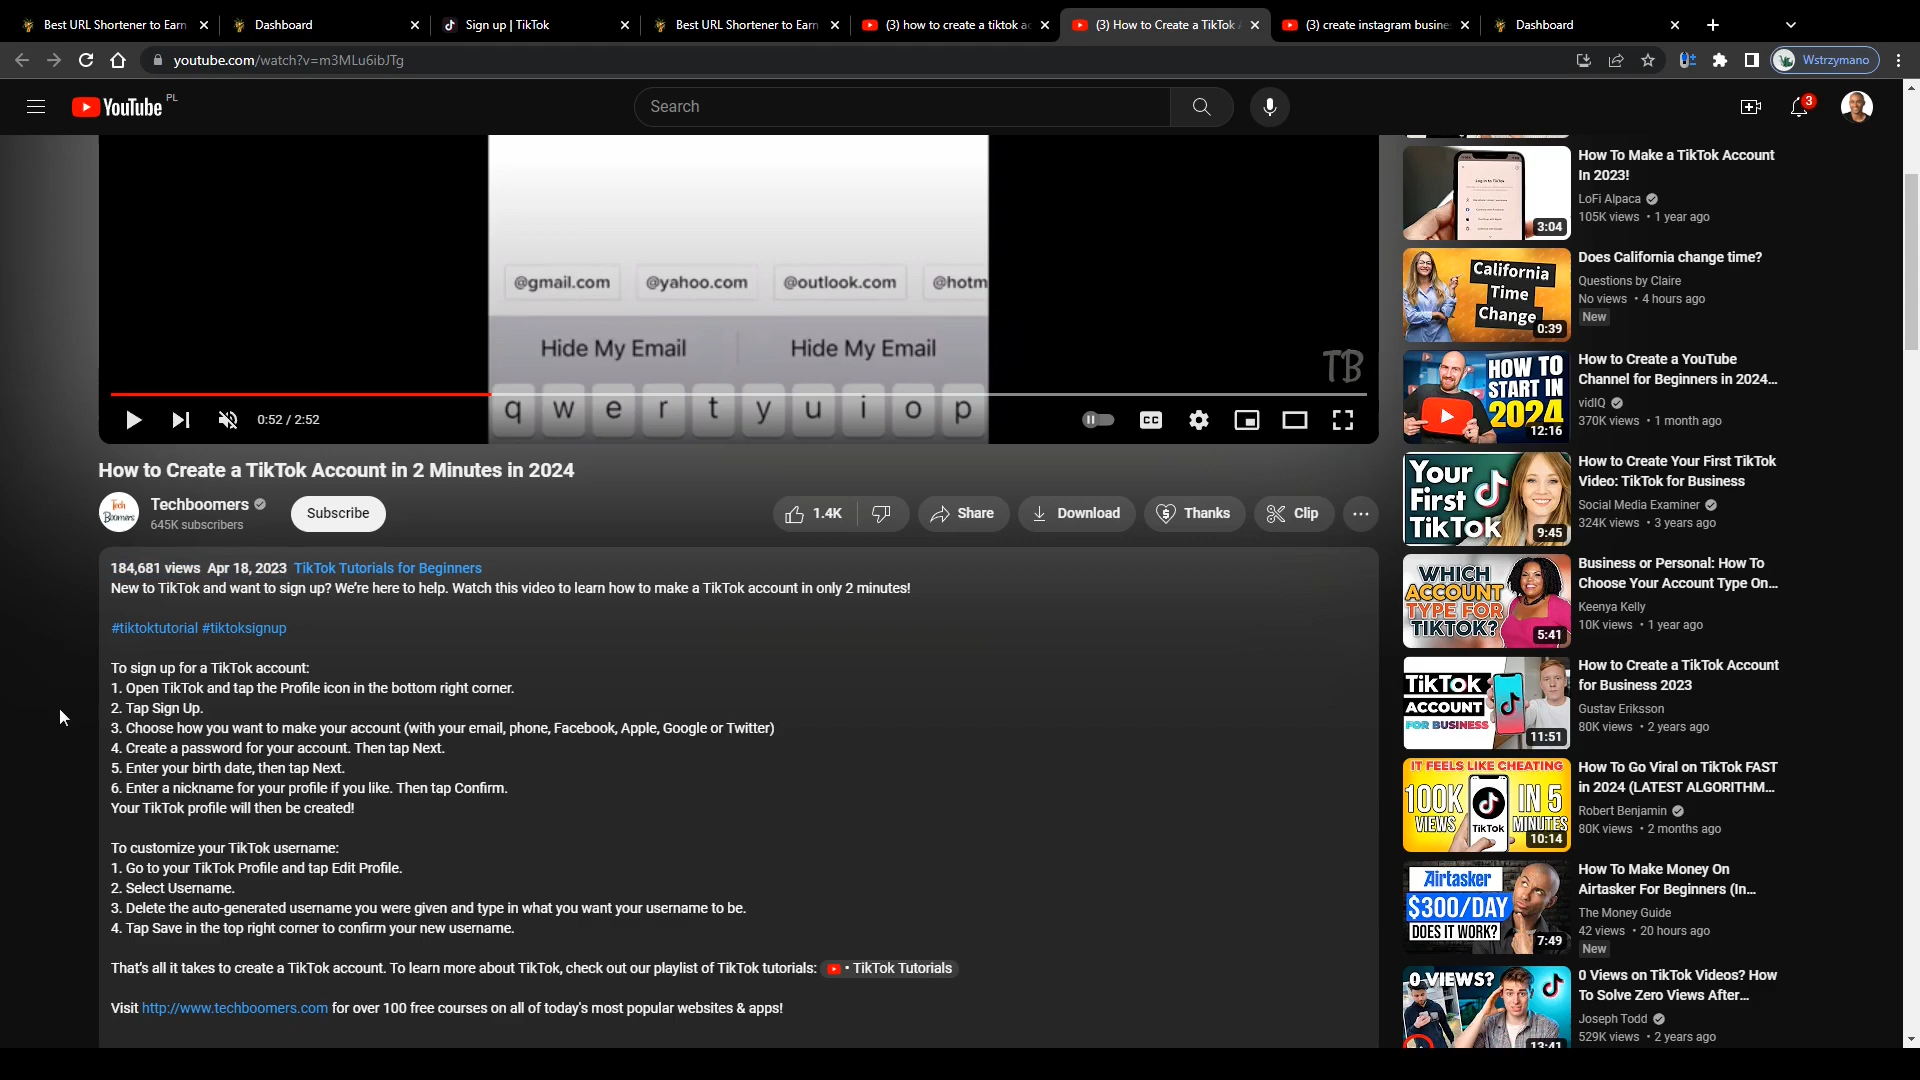 Best URL Shortener to Earn
Dashboard
Sign up | TikTok
Best URL Shortener to Earn
(3) how to create a tiktok ac
(3) How to Create a TikTok A
(3) create instagram busine
Dashboard
youtube.com/watch?v=m3MLu6ibJTg
Wstrzymano
YouTube PL
Search
3
@gmail.com
@yahoo.com
@outlook.com
@hotm
Hide My Email
Hide My Email
q w e r t y u i o p
TB
0:52 / 2:52
CC
How to Create a TikTok Account in 2 Minutes in 2024
Tech Boomers
Techboomers
645K subscribers
Subscribe
1.4K
Share
Download
Thanks
Clip
184,681 views Apr 18, 2023 TikTok Tutorials for Beginners
New to TikTok and want to sign up? We're here to help. Watch this video to learn how to make a TikTok account in only 2 minutes!
#tiktoktutorial #tiktoksignup
To sign up for a TikTok account:
1. Open TikTok and tap the Profile icon in the bottom right corner.
2. Tap Sign Up.
3. Choose how you want to make your account (with your email, phone, Facebook, Apple, Google or Twitter)
4. Create a password for your account. Then tap Next.
5. Enter your birth date, then tap Next.
6. Enter a nickname for your profile if you like. Then tap Confirm.
Your TikTok profile will then be created!
To customize your TikTok username:
1. Go to your TikTok Profile and tap Edit Profile.
2. Select Username.
3. Delete the auto-generated username you were given and type in what you want your username to be.
4. Tap Save in the top right corner to confirm your new username.
That's all it takes to create a TikTok account. To learn more about TikTok, check out our playlist of TikTok tutorials: • TikTok Tutorials
Visit http://www.techboomers.com for over 100 free courses on all of today's most popular websites & apps!
Log in to TikTok
3:04
How To Make a TikTok Account
In 2023!
LoFi Alpaca
105K views • 1 year ago
California
Time
Change
0:39
Does California change time?
Questions by Claire
No views • 4 hours ago
New
HOW TO
START IN
2024
12:16
How to Create a YouTube
Channel for Beginners in 2024...
vidIQ
370K views • 1 month ago
Your
First
TikTok
9:45
How to Create Your First TikTok
Video: TikTok for Business
Social Media Examiner
324K views • 3 years ago
WHICH
ACCOUNT
TYPE FOR
TIKTOK?
5:41
Business or Personal: How To
Choose Your Account Type On...
Keenya Kelly
10K views • 1 year ago
TikTok
ACCOUNT
FOR BUSINESS
11:51
How to Create a TikTok Account
for Business 2023
Gustav Eriksson
80K views • 2 years ago
IT FEELS LIKE CHEATING
100K
VIEWS
TikTok
IN 5
MINUTES
10:14
How To Go Viral on TikTok FAST
in 2024 (LATEST ALGORITHM...
Robert Benjamin
80K views • 2 months ago
Airtasker
$300/DAY
DOES IT WORK?
7:49
How To Make Money On
Airtasker For Beginners (In...
The Money Guide
42 views • 20 hours ago
New
0 VIEWS?
13:41
0 Views on TikTok Videos? How
To Solve Zero Views After...
Joseph Todd
529K views • 2 years ago